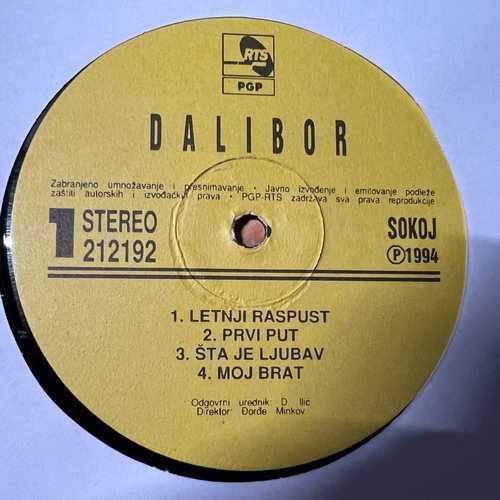 RTS
PGP
DALIBOR
Zabranjeno umnožavanje i presnimavanje • Javno izvođenje i emitovanje podleže
zaštiti autorskih i izvođačkih prava • PGP-RTS zadržava sva prava reprodukcije
1 STEREO SOKOJ
212192 ℗1994
1. LETNJI RASPUST
2. PRVI PUT
3. ŠTA JE LJUBAV
4. MOJ BRAT
Odgovrni urednik: D Ilić
Direktor: Đorđe Minkov